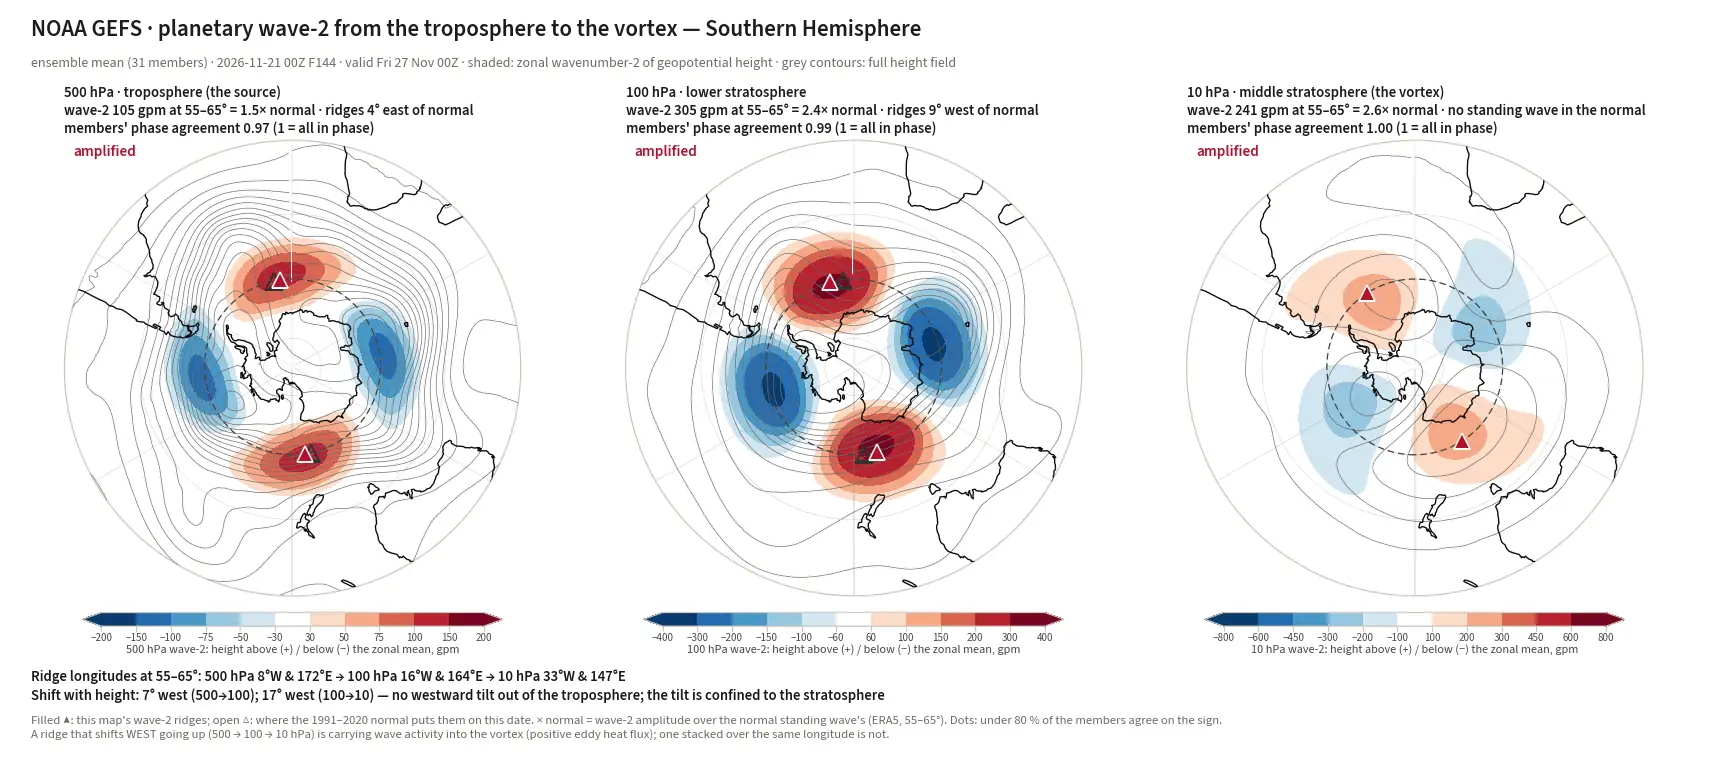 NOAA GEFS · planetary wave-2 from the troposphere to the vortex — Southern Hemisphere
ensemble mean (31 members) · 2026-11-21 00Z F144 · valid Fri 27 Nov 00Z · shaded: zonal wavenumber-2 of geopotential height · grey contours: full height field
500 hPa · troposphere (the source)
wave-2 105 gpm at 55–65° = 1.5× normal · ridges 4° east of normal
members' phase agreement 0.97 (1 = all in phase)
amplified
100 hPa · lower stratosphere
wave-2 305 gpm at 55–65° = 2.4× normal · ridges 9° west of normal
members' phase agreement 0.99 (1 = all in phase)
amplified
10 hPa · middle stratosphere (the vortex)
wave-2 241 gpm at 55–65° = 2.6× normal · no standing wave in the normal
members' phase agreement 1.00 (1 = all in phase)
amplified
−200 −150 −100 −75 −50 −30 30 50 75 100 150 200
500 hPa wave-2: height above (+) / below (−) the zonal mean, gpm
−400 −300 −200 −150 −100 −60 60 100 150 200 300 400
100 hPa wave-2: height above (+) / below (−) the zonal mean, gpm
−800 −600 −450 −300 −200 −100 100 200 300 450 600 800
10 hPa wave-2: height above (+) / below (−) the zonal mean, gpm
Ridge longitudes at 55–65°: 500 hPa 8°W & 172°E → 100 hPa 16°W & 164°E → 10 hPa 33°W & 147°E
Shift with height: 7° west (500→100); 17° west (100→10) — no westward tilt out of the troposphere; the tilt is confined to the stratosphere
Filled ▲: this map's wave-2 ridges; open △: where the 1991–2020 normal puts them on this date. × normal = wave-2 amplitude over the normal standing wave's (ERA5, 55–65°). Dots: under 80 % of the members agree on the sign.
A ridge that shifts WEST going up (500 → 100 → 10 hPa) is carrying wave activity into the vortex (positive eddy heat flux); one stacked over the same longitude is not.